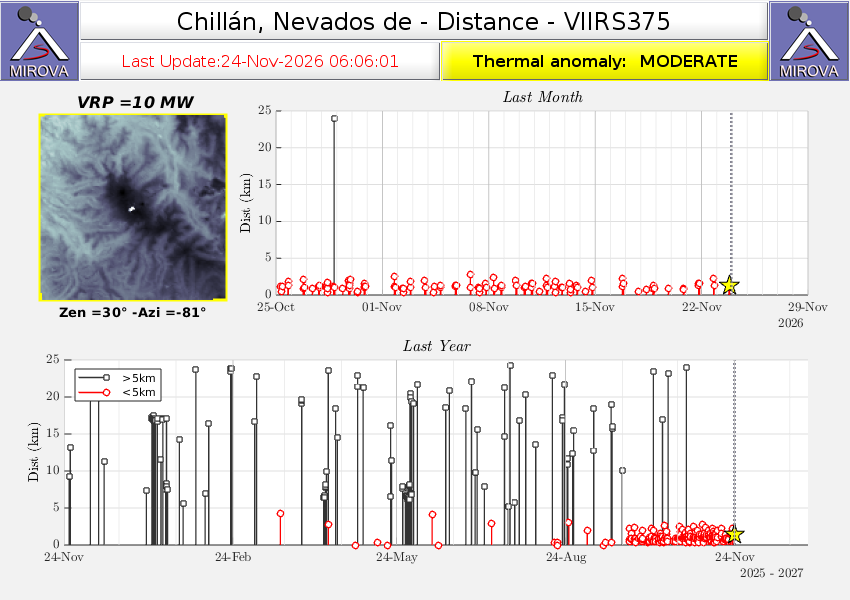 Chillán, Nevados de - Distance - VIIRS375
MIROVA
Last Update:24-Nov-2026 06:06:01
Thermal anomaly: MODERATE
MIROVA
VRP =10 MW
Zen =30° -Azi =-81°
Last Month
Dist (km)
25
20
15
10
5
0
25-Oct 01-Nov 08-Nov 15-Nov 22-Nov 29-Nov
2026
Last Year
Dist (km)
25
20
15
10
5
0
>5km
<5km
24-Nov 24-Feb 24-May 24-Aug 24-Nov
2025 - 2027